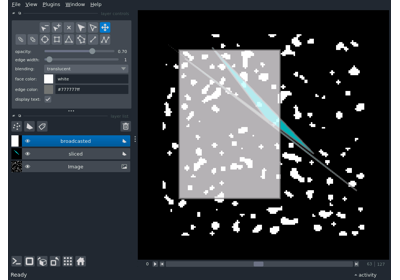 File View Plugins Window Help
opacity: 0.70
edge width: 1
blending: translucent
face color: white
edge color: #777777ff
display text: ✓
broadcasted
sliced
Image
0
Ready
activity